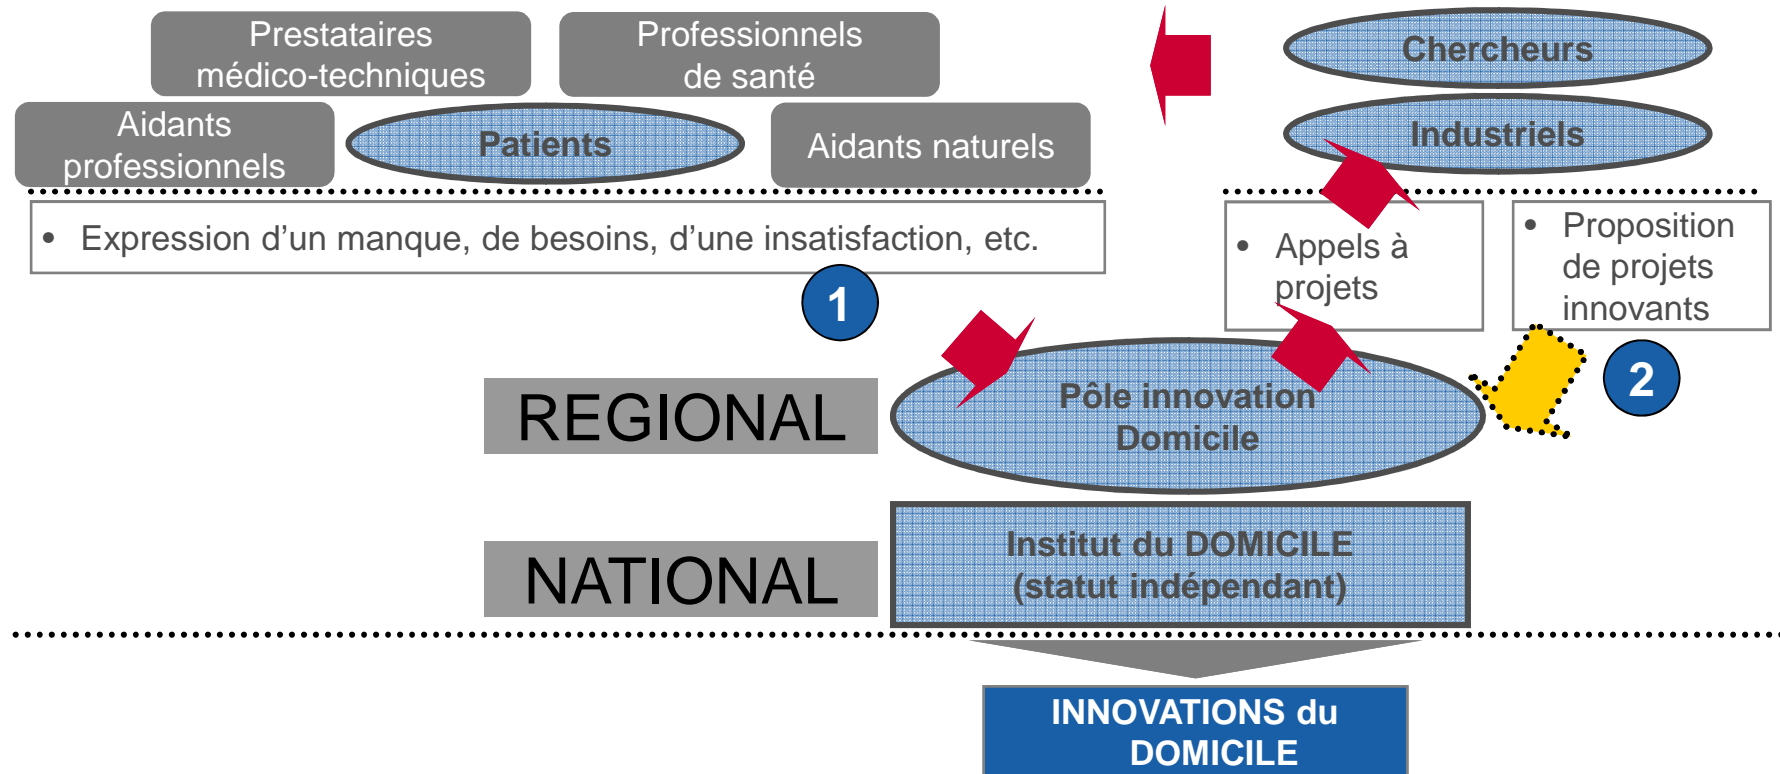 Prestataires
médico-techniques
Professionnels
de santé
Chercheurs
Aidants
professionnels
Patients
Aidants naturels
Industriels
• Expression d'un manque, de besoins, d'une insatisfaction, etc.
• Appels à
projets
• Proposition
de projets
innovants
1
2
REGIONAL
Pôle innovation
Domicile
NATIONAL
Institut du DOMICILE
(statut indépendant)
INNOVATIONS du
DOMICILE